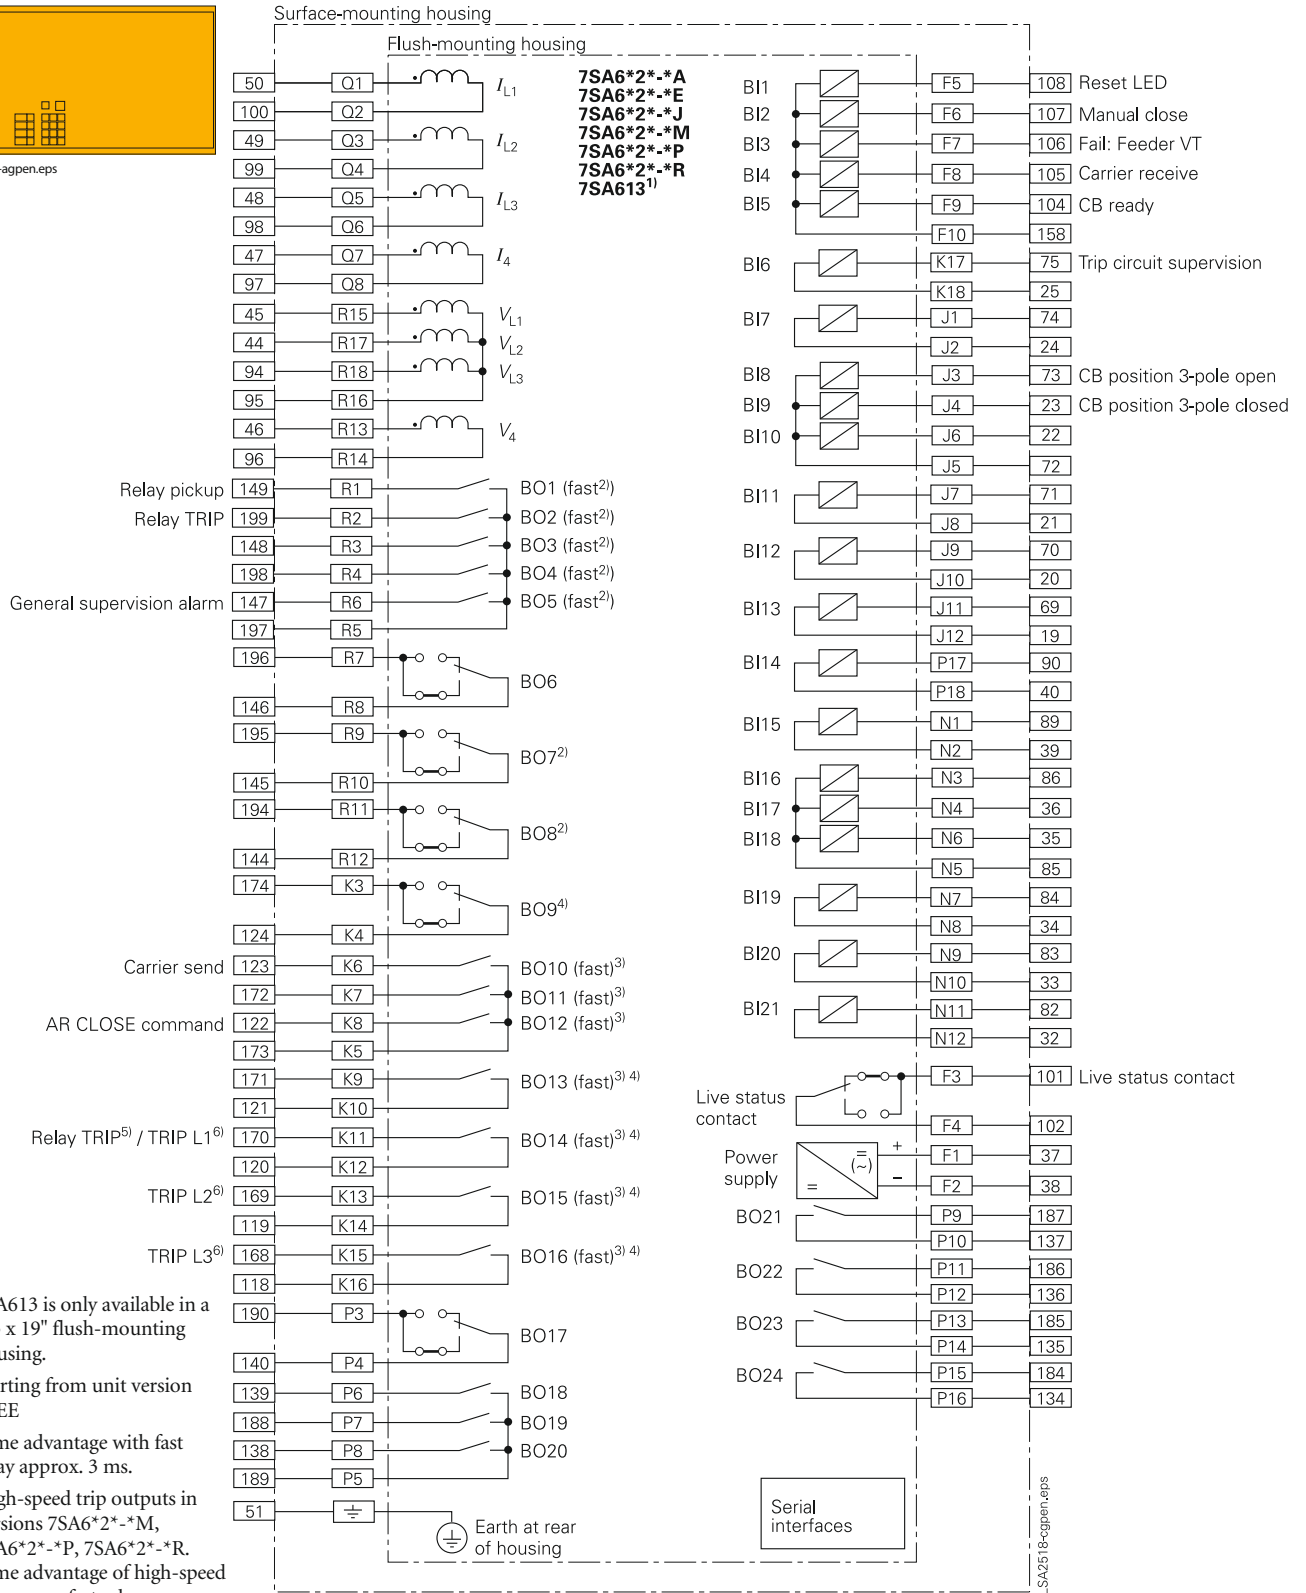 Surface-mounting housing
Flush-mounting housing
-agpen.eps
7SA6*2*-*A
7SA6*2*-*E
7SA6*2*-*J
7SA6*2*-*M
7SA6*2*-*P
7SA6*2*-*R
7SA613¹⁾
50 Q1 I L1
100 Q2
49 Q3 I L2
99 Q4
48 Q5 I L3
98 Q6
47 Q7 I 4
97 Q8
45 R15 V L1
44 R17 V L2
94 R18 V L3
95 R16
46 R13 V 4
96 R14
Relay pickup 149 R1 BO1 (fast²⁾)
Relay TRIP 199 R2 BO2 (fast²⁾)
148 R3 BO3 (fast²⁾)
198 R4 BO4 (fast²⁾)
General supervision alarm 147 R6 BO5 (fast²⁾)
197 R5
196 R7 BO6
146 R8
195 R9 BO7²⁾
145 R10
194 R11 BO8²⁾
144 R12
174 K3 BO9⁴⁾
124 K4
Carrier send 123 K6 BO10 (fast)³⁾
172 K7 BO11 (fast)³⁾
AR CLOSE command 122 K8 BO12 (fast)³⁾
173 K5
171 K9 BO13 (fast)³⁾ ⁴⁾
121 K10
Relay TRIP⁵⁾ / TRIP L1⁶⁾ 170 K11 BO14 (fast)³⁾ ⁴⁾
120 K12
TRIP L2⁶⁾ 169 K13 BO15 (fast)³⁾ ⁴⁾
119 K14
TRIP L3⁶⁾ 168 K15 BO16 (fast)³⁾ ⁴⁾
118 K16
190 P3 BO17
140 P4
139 P6 BO18
188 P7 BO19
138 P8 BO20
189 P5
51
Earth at rear
of housing
BI1 F5 108 Reset LED
BI2 F6 107 Manual close
BI3 F7 106 Fail: Feeder VT
BI4 F8 105 Carrier receive
BI5 F9 104 CB ready
F10 158
BI6 K17 75 Trip circuit supervision
K18 25
BI7 J1 74
J2 24
BI8 J3 73 CB position 3-pole open
BI9 J4 23 CB position 3-pole closed
BI10 J6 22
J5 72
BI11 J7 71
J8 21
BI12 J9 70
J10 20
BI13 J11 69
J12 19
BI14 P17 90
P18 40
BI15 N1 89
N2 39
BI16 N3 86
BI17 N4 36
BI18 N6 35
N5 85
BI19 N7 84
N8 34
BI20 N9 83
N10 33
BI21 N11 82
N12 32
Live status
contact
F3 101 Live status contact
F4 102
Power
supply
= (~) =
+ F1 37
– F2 38
BO21 P9 187
P10 137
BO22 P11 186
P12 136
BO23 P13 185
P14 135
BO24 P15 184
P16 134
Serial
interfaces
LSA2518-cgpen.eps
A613 is only available in a
x 19" flush-mounting
using.
rting from unit version
EE
me advantage with fast
ay approx. 3 ms.
gh-speed trip outputs in
rsions 7SA6*2*-*M,
A6*2*-*P, 7SA6*2*-*R.
me advantage of high-speed